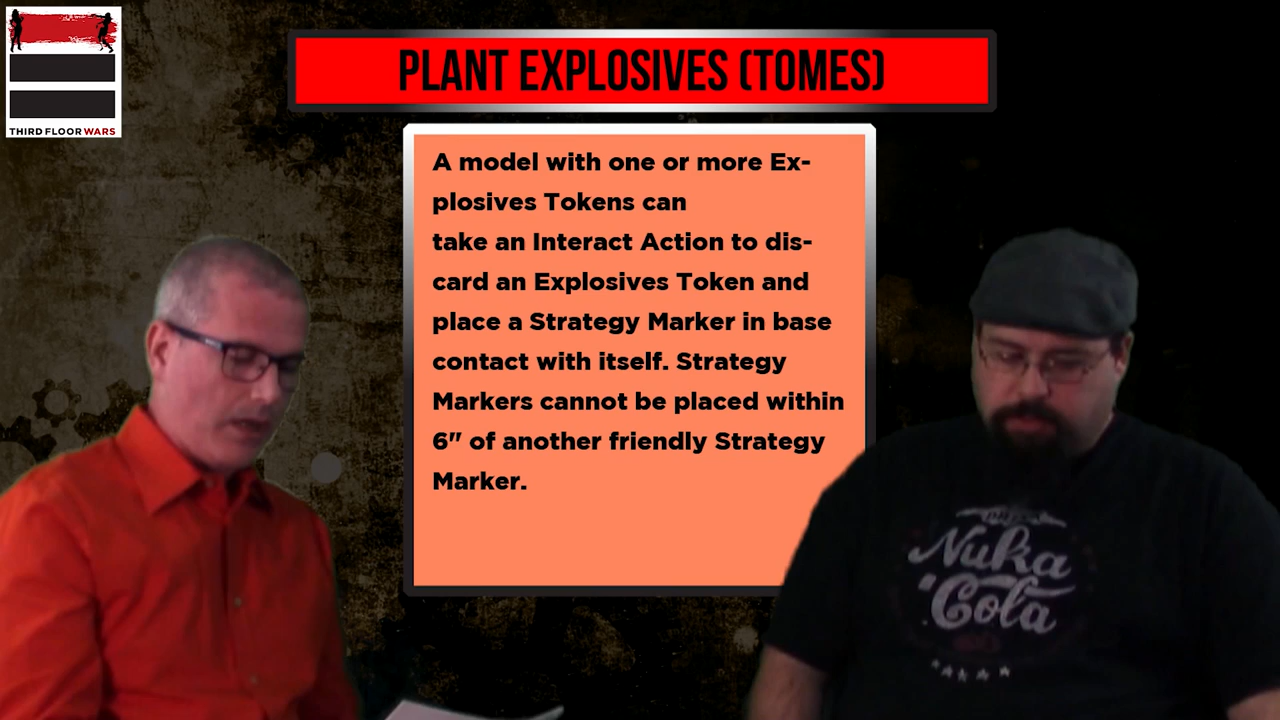 PLANT EXPLOSIVES (TOMES)
A model with one or more Ex-
plosives Tokens can
take an Interact Action to dis-
card an Explosives Token and
place a Strategy Marker in base
contact with itself. Strategy
Markers cannot be placed within
6" of another friendly Strategy
Marker.
THIRD FLOOR WARS
Nuka
Cola